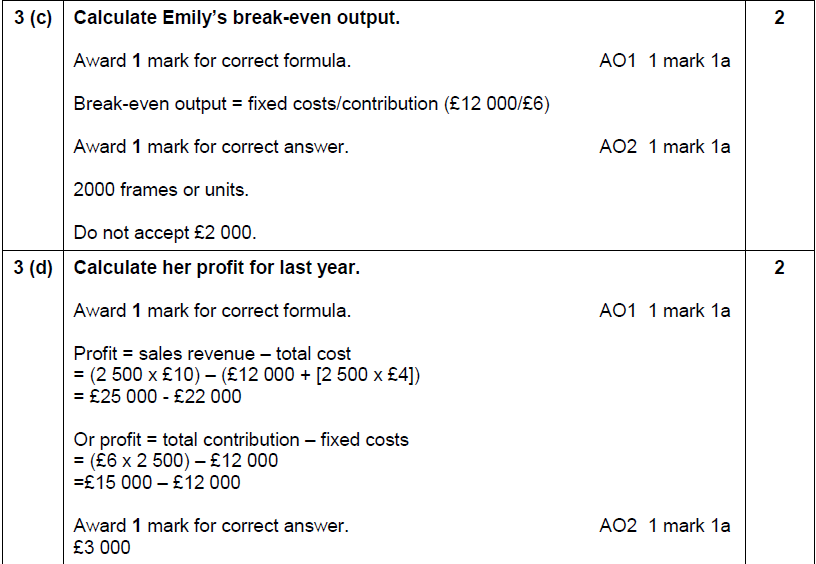 3 (c) Calculate Emily's break-even output. 2
Award 1 mark for correct formula. AO1 1 mark 1a
Break-even output = fixed costs/contribution (£12 000/£6)
Award 1 mark for correct answer. AO2 1 mark 1a
2000 frames or units.
Do not accept £2 000.
3 (d) Calculate her profit for last year. 2
Award 1 mark for correct formula. AO1 1 mark 1a
Profit = sales revenue – total cost
= (2 500 x £10) – (£12 000 + [2 500 x £4])
= £25 000 - £22 000
Or profit = total contribution – fixed costs
= (£6 x 2 500) – £12 000
=£15 000 – £12 000
Award 1 mark for correct answer. AO2 1 mark 1a
£3 000